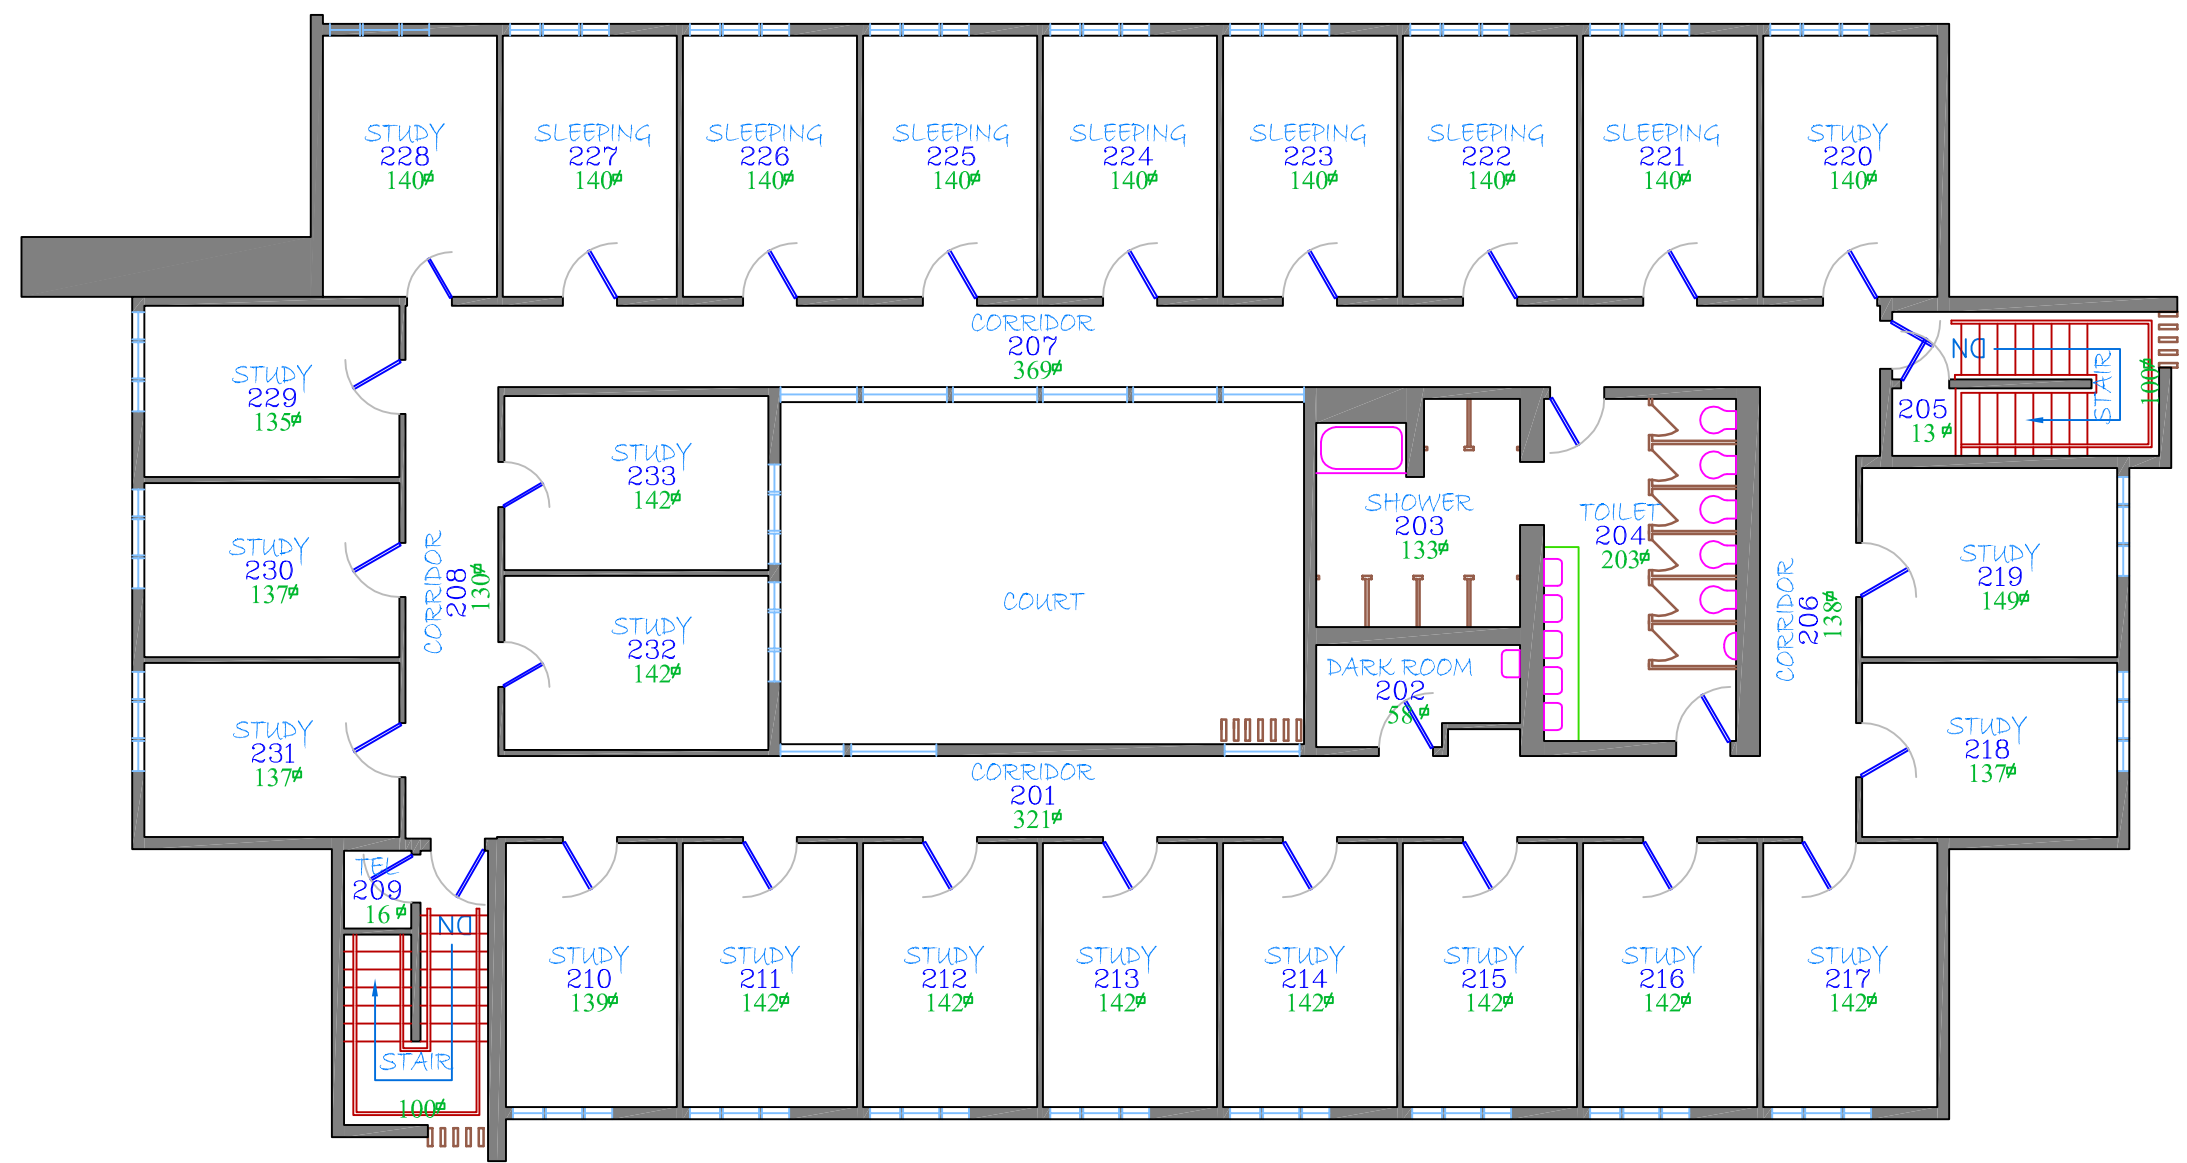 STUDY
228
140
SLEEPING
227
140
SLEEPING
226
140
SLEEPING
225
140
SLEEPING
224
140
SLEEPING
223
140
SLEEPING
222
140
SLEEPING
221
140
STUDY
220
140
CORRIDOR
207
369
DN
STAIR
100
205
13
STUDY
229
135
STUDY
230
137
STUDY
231
137
CORRIDOR
208
130
STUDY
233
142
STUDY
232
142
COURT
SHOWER
203
133
TOILET
204
203
DARK ROOM
202
58
CORRIDOR
206
138
STUDY
219
149
STUDY
218
137
CORRIDOR
201
321
TEL
209
16
DN
STAIR
100
STUDY
210
139
STUDY
211
142
STUDY
212
142
STUDY
213
142
STUDY
214
142
STUDY
215
142
STUDY
216
142
STUDY
217
142